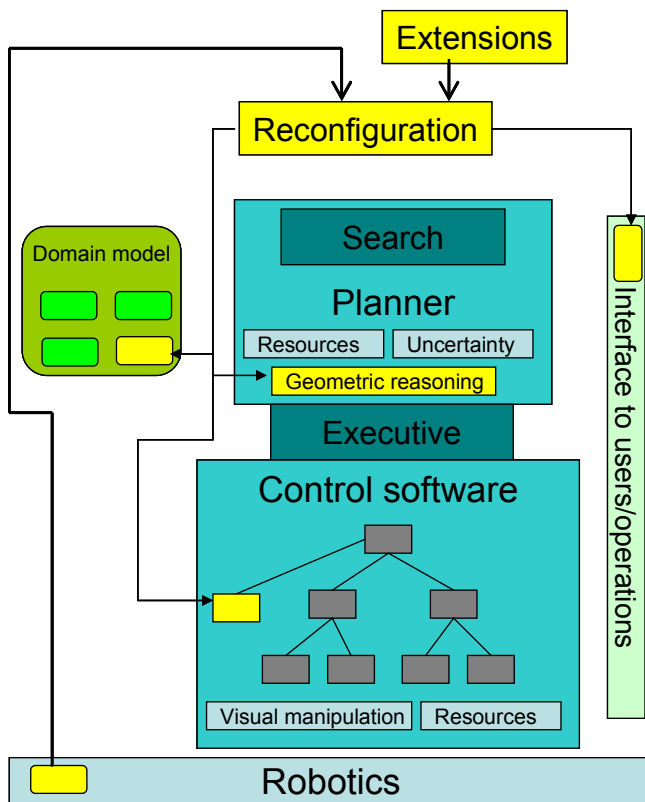 Extensions
Reconfiguration
Domain model
Search
Planner
Resources
Uncertainty
Geometric reasoning
Executive
Control software
Visual manipulation
Resources
Interface to users/operations
Robotics